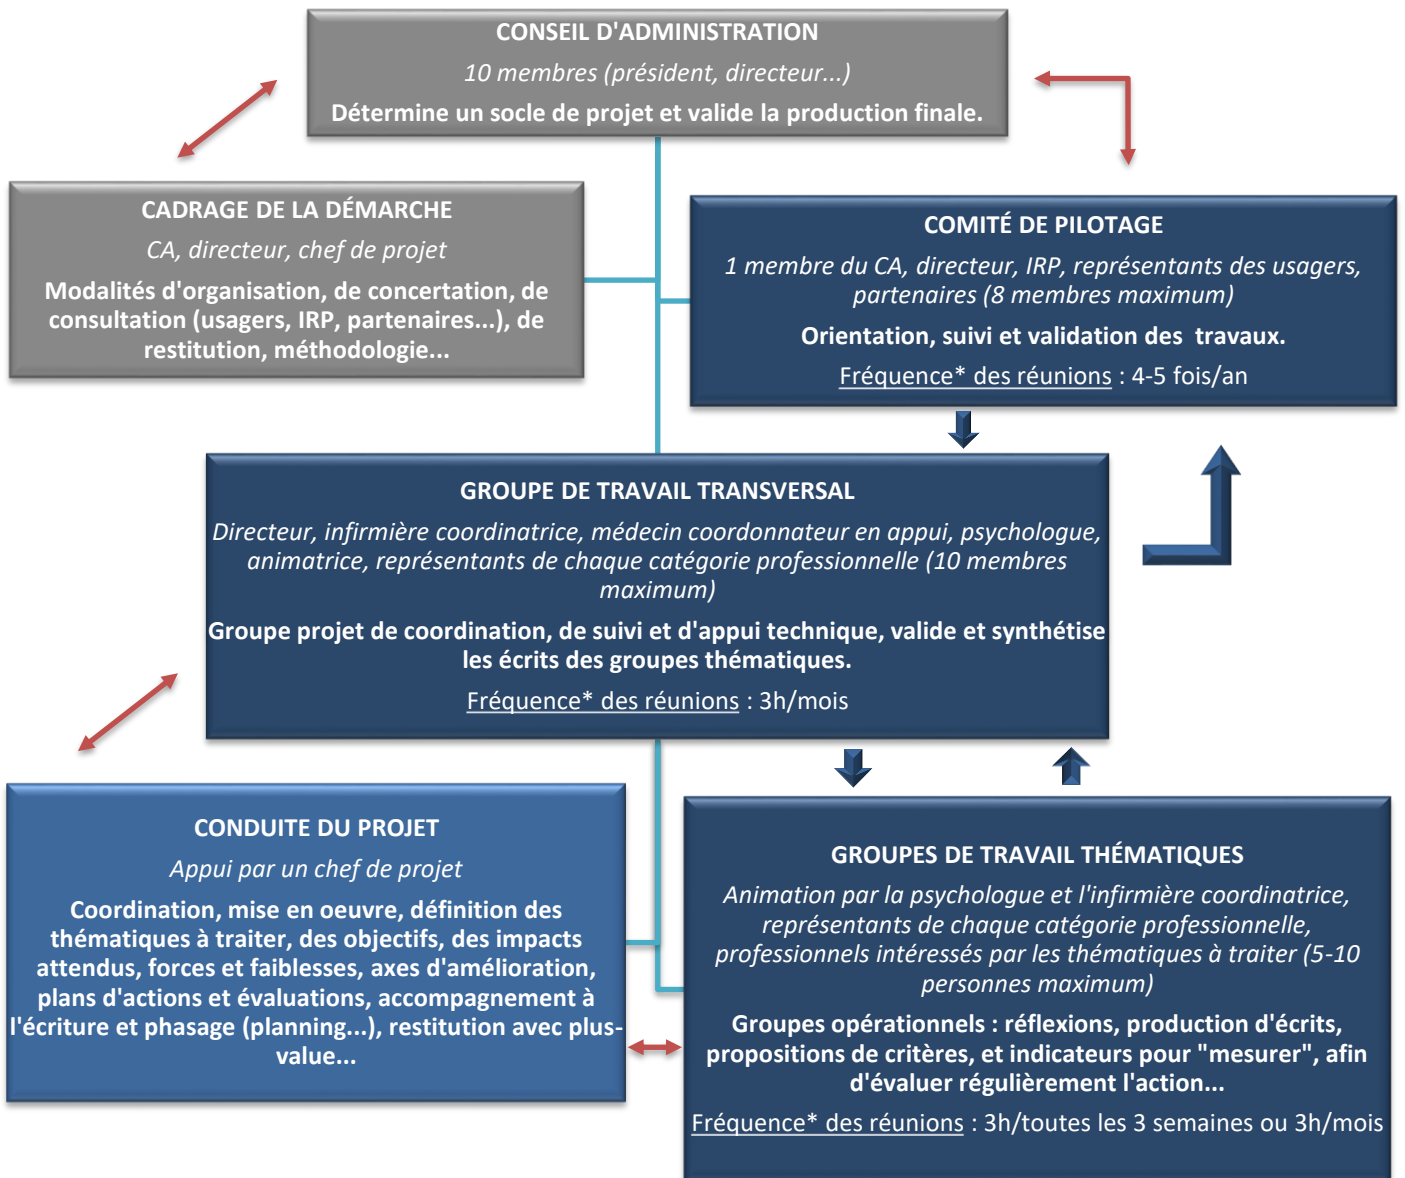 CONSEIL D'ADMINISTRATION
10 membres (président, directeur...)
Détermine un socle de projet et valide la production finale.
CADRAGE DE LA DÉMARCHE
CA, directeur, chef de projet
Modalités d'organisation, de concertation, de
consultation (usagers, IRP, partenaires...), de
restitution, méthodologie...
COMITÉ DE PILOTAGE
1 membre du CA, directeur, IRP, représentants des usagers,
partenaires (8 membres maximum)
Orientation, suivi et validation des travaux.
Fréquence* des réunions : 4-5 fois/an
GROUPE DE TRAVAIL TRANSVERSAL
Directeur, infirmière coordinatrice, médecin coordonnateur en appui, psychologue,
animatrice, représentants de chaque catégorie professionnelle (10 membres
maximum)
Groupe projet de coordination, de suivi et d'appui technique, valide et synthétise
les écrits des groupes thématiques.
Fréquence* des réunions : 3h/mois
CONDUITE DU PROJET
Appui par un chef de projet
Coordination, mise en oeuvre, définition des
thématiques à traiter, des objectifs, des impacts
attendus, forces et faiblesses, axes d'amélioration,
plans d'actions et évaluations, accompagnement à
l'écriture et phasage (planning...), restitution avec plus-
value...
GROUPES DE TRAVAIL THÉMATIQUES
Animation par la psychologue et l'infirmière coordinatrice,
représentants de chaque catégorie professionnelle,
professionnels intéressés par les thématiques à traiter (5-10
personnes maximum)
Groupes opérationnels : réflexions, production d'écrits,
propositions de critères, et indicateurs pour "mesurer", afin
d'évaluer régulièrement l'action...
Fréquence* des réunions : 3h/toutes les 3 semaines ou 3h/mois